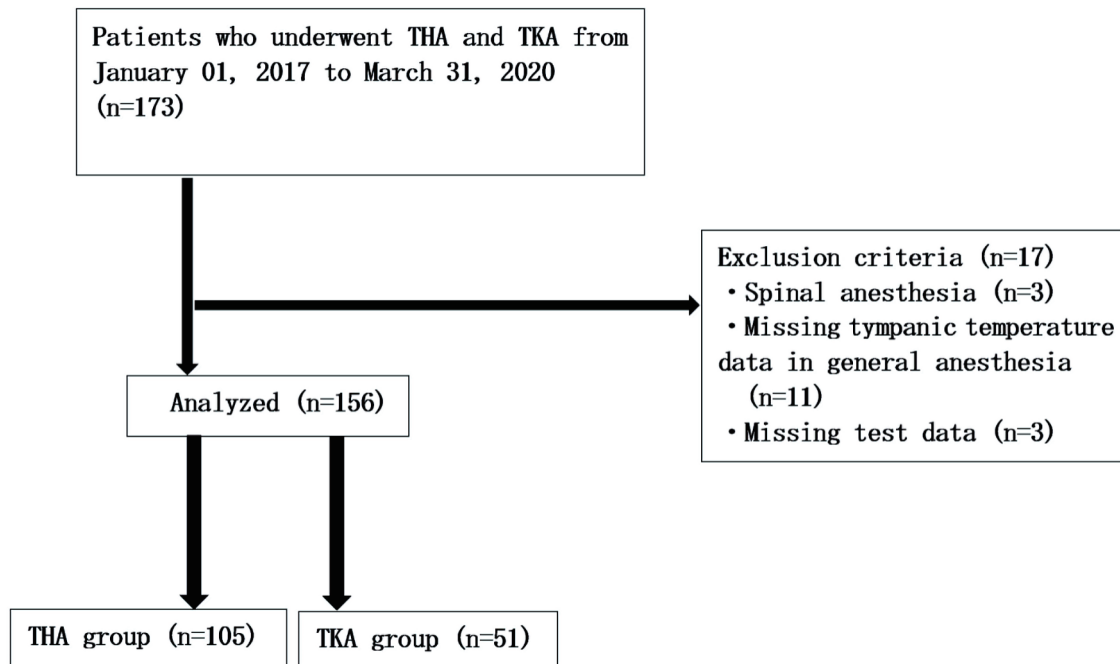 Patients who underwent THA and TKA from
January 01, 2017 to March 31, 2020
(n=173)
Exclusion criteria (n=17)
・Spinal anesthesia (n=3)
・Missing tympanic temperature
data in general anesthesia
(n=11)
・Missing test data (n=3)
Analyzed (n=156)
THA group (n=105)
TKA group (n=51)